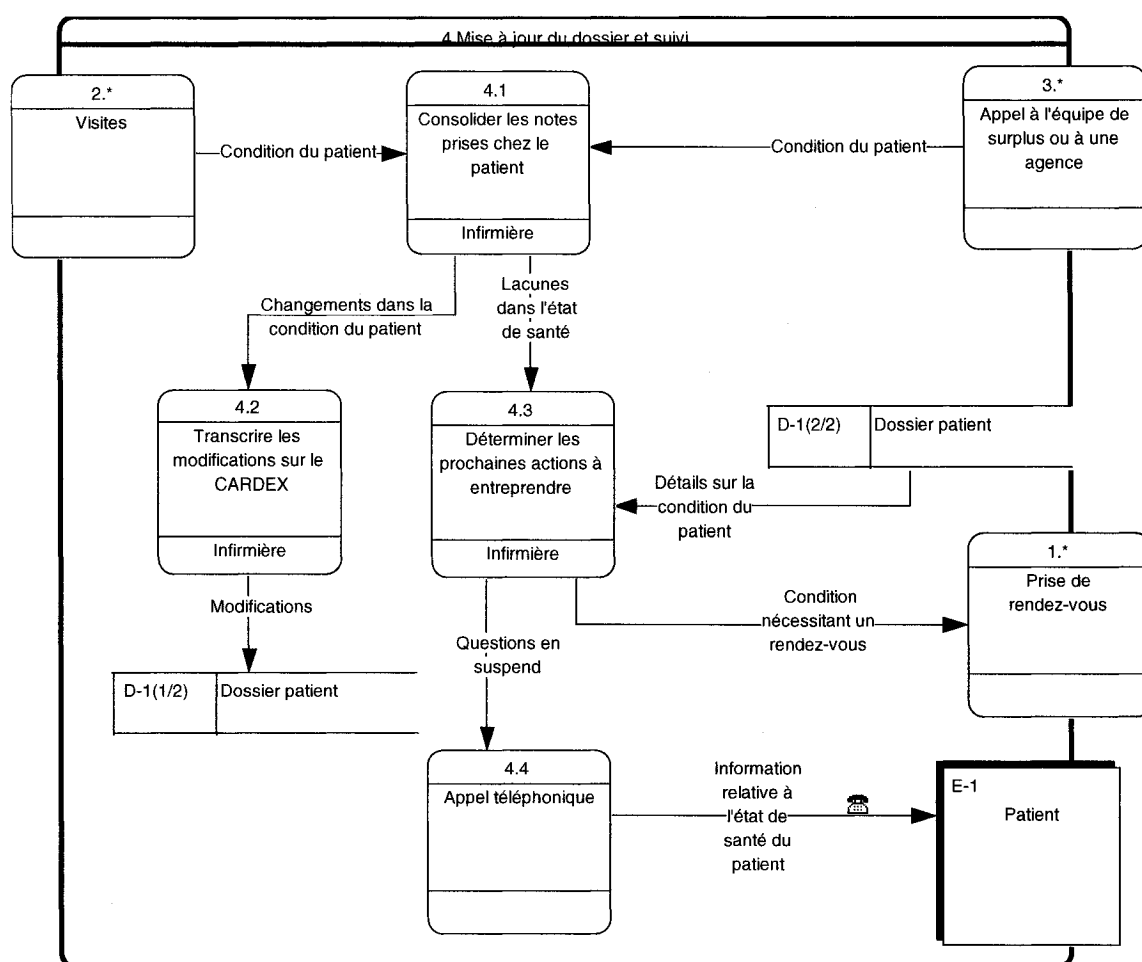 4 Mise à jour du dossier et suivi
2.*
Visites
4.1
Consolider les notes
prises chez le
patient
Infirmière
3.*
Appel à l'équipe de
surplus ou à une
agence
Condition du patient
Condition du patient
Changements dans la
condition du patient
Lacunes
dans l'état
de santé
4.2
Transcrire les
modifications sur le
CARDEX
Infirmière
4.3
Déterminer les
prochaines actions à
entreprendre
Infirmière
D-1(2/2)
Dossier patient
Détails sur la
condition du
patient
1.*
Prise de
rendez-vous
Modifications
Condition
nécessitant un
rendez-vous
Questions en
suspend
D-1(1/2)
Dossier patient
4.4
Appel téléphonique
Information
relative à
l'état de
santé du
patient
E-1
Patient